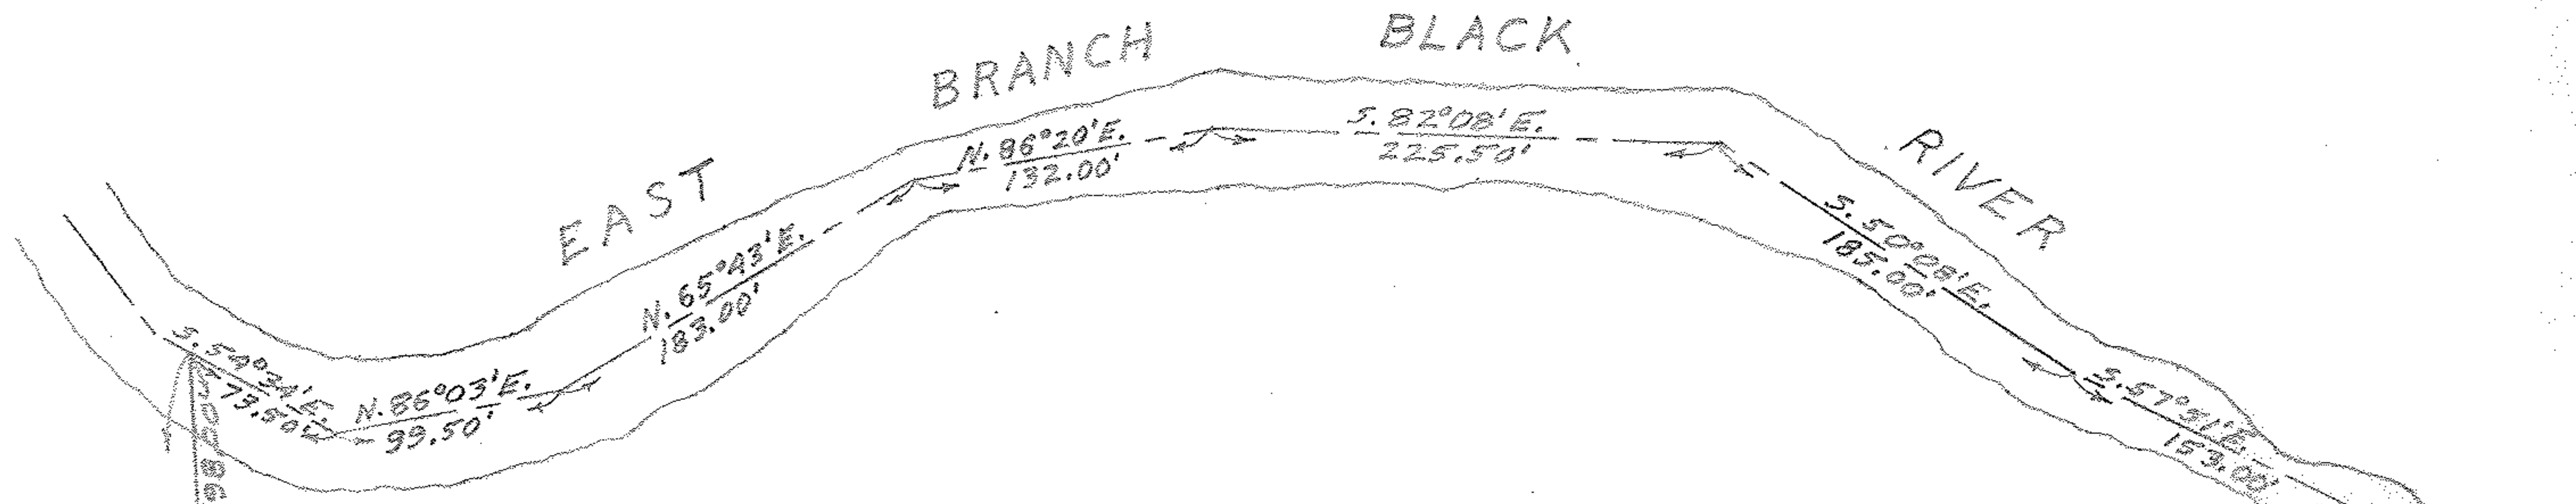 EAST BRANCH BLACK RIVER
S. 54°34'E.
73.50'
N. 86°03'E.
99.50'
N. 65°43'E.
183.00'
N. 86°20'E.
132.00'
S. 82°08'E.
225.50'
S. 50°08'E.
185.00'
S. 57°51'E.
153.00'